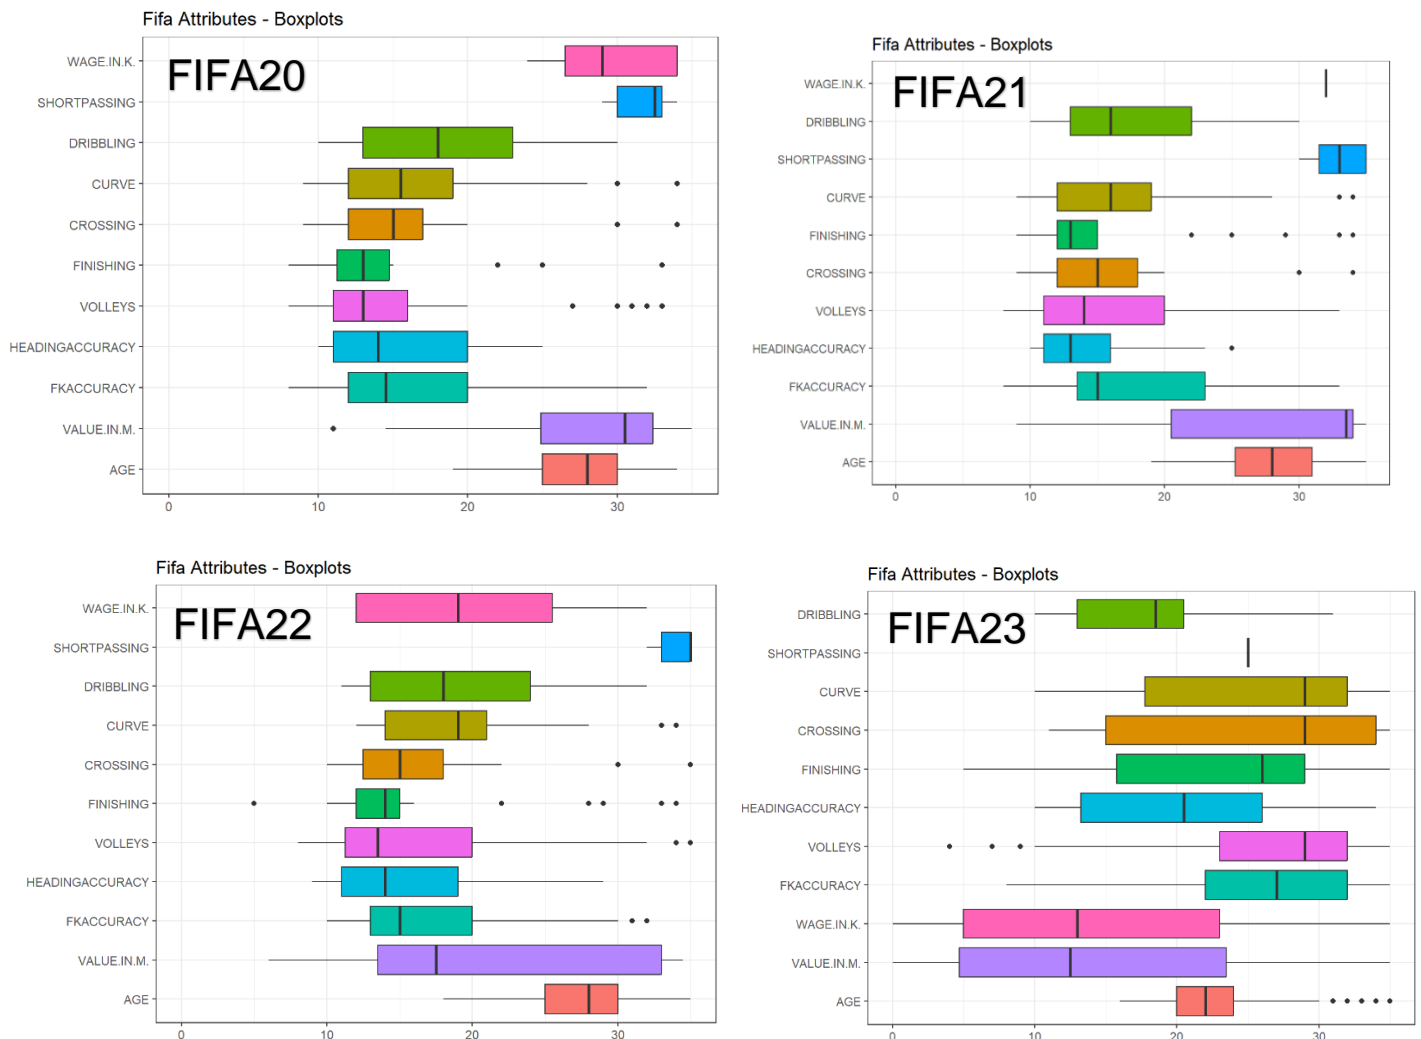 Fifa Attributes - Boxplots
FIFA20
WAGE.IN.K.
SHORTPASSING
DRIBBLING
CURVE
CROSSING
FINISHING
VOLLEYS
HEADINGACCURACY
FKACCURACY
VALUE.IN.M.
AGE
0 10 20 30
Fifa Attributes - Boxplots
FIFA21
WAGE.IN.K.
DRIBBLING
SHORTPASSING
CURVE
FINISHING
CROSSING
VOLLEYS
HEADINGACCURACY
FKACCURACY
VALUE.IN.M.
AGE
0 10 20 30
Fifa Attributes - Boxplots
FIFA22
WAGE.IN.K.
SHORTPASSING
DRIBBLING
CURVE
CROSSING
FINISHING
VOLLEYS
HEADINGACCURACY
FKACCURACY
VALUE.IN.M.
AGE
0 10 20 30
Fifa Attributes - Boxplots
FIFA23
DRIBBLING
SHORTPASSING
CURVE
CROSSING
FINISHING
HEADINGACCURACY
VOLLEYS
FKACCURACY
WAGE.IN.K.
VALUE.IN.M.
AGE
0 10 20 30